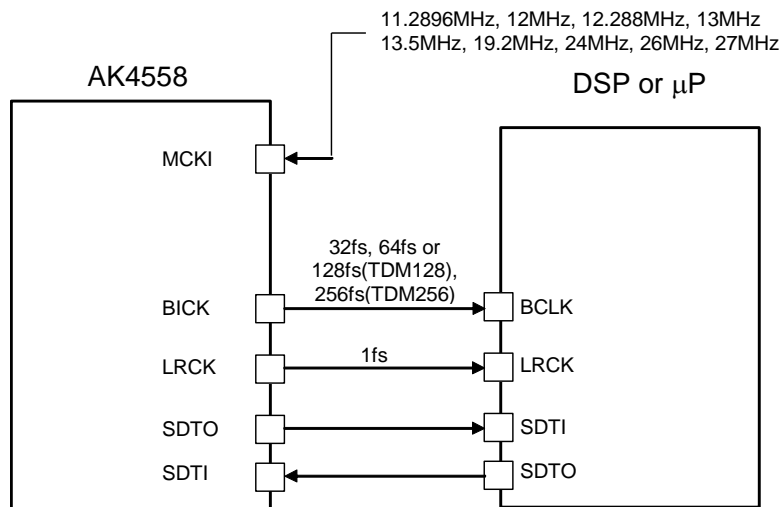 11.2896MHz, 12MHz, 12.288MHz, 13MHz
13.5MHz, 19.2MHz, 24MHz, 26MHz, 27MHz
AK4558
DSP or μP
MCKI
32fs, 64fs or
128fs(TDM128),
256fs(TDM256)
BICK
BCLK
LRCK
1fs
LRCK
SDTO
SDTI
SDTI
SDTO